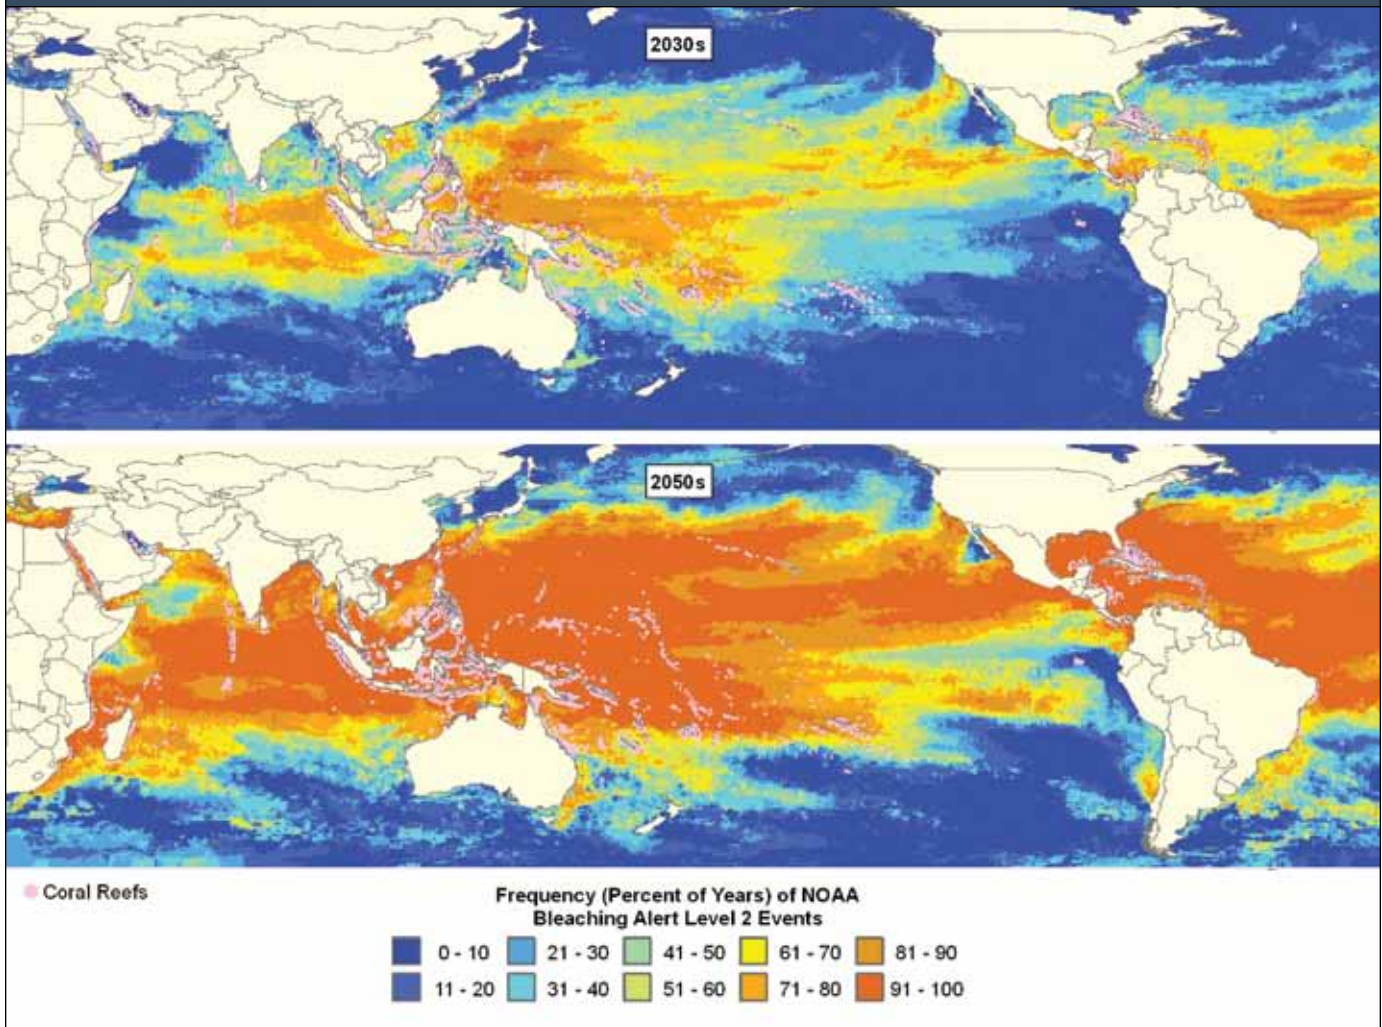 2030s
2050s
Coral Reefs
Frequency (Percent of Years) of NOAA
Bleaching Alert Level 2 Events
0 - 10 21 - 30 41 - 50 61 - 70 81 - 90
11 - 20 31 - 40 51 - 60 71 - 80 91 - 100